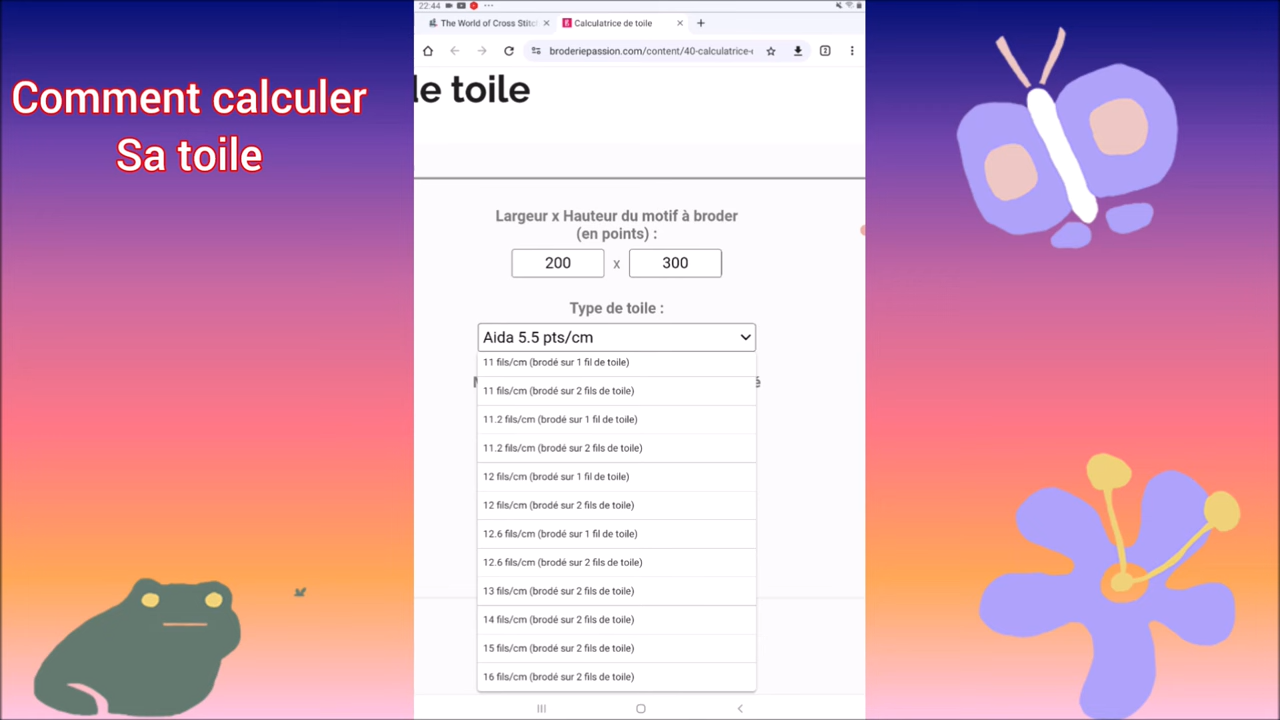 Comment calculer
Sa toile
22:44
The World of Cross Stitc
Calculatrice de toile
broderiepassion.com/content/40-calculatrice-
2
le toile
Largeur x Hauteur du motif à broder
(en points) :
200 x 300
Type de toile :
Aida 5.5 pts/cm
11 fils/cm (brodé sur 1 fil de toile)
11 fils/cm (brodé sur 2 fils de toile)
11.2 fils/cm (brodé sur 1 fil de toile)
11.2 fils/cm (brodé sur 2 fils de toile)
12 fils/cm (brodé sur 1 fil de toile)
12 fils/cm (brodé sur 2 fils de toile)
12.6 fils/cm (brodé sur 1 fil de toile)
12.6 fils/cm (brodé sur 2 fils de toile)
13 fils/cm (brodé sur 2 fils de toile)
14 fils/cm (brodé sur 2 fils de toile)
15 fils/cm (brodé sur 2 fils de toile)
16 fils/cm (brodé sur 2 fils de toile)